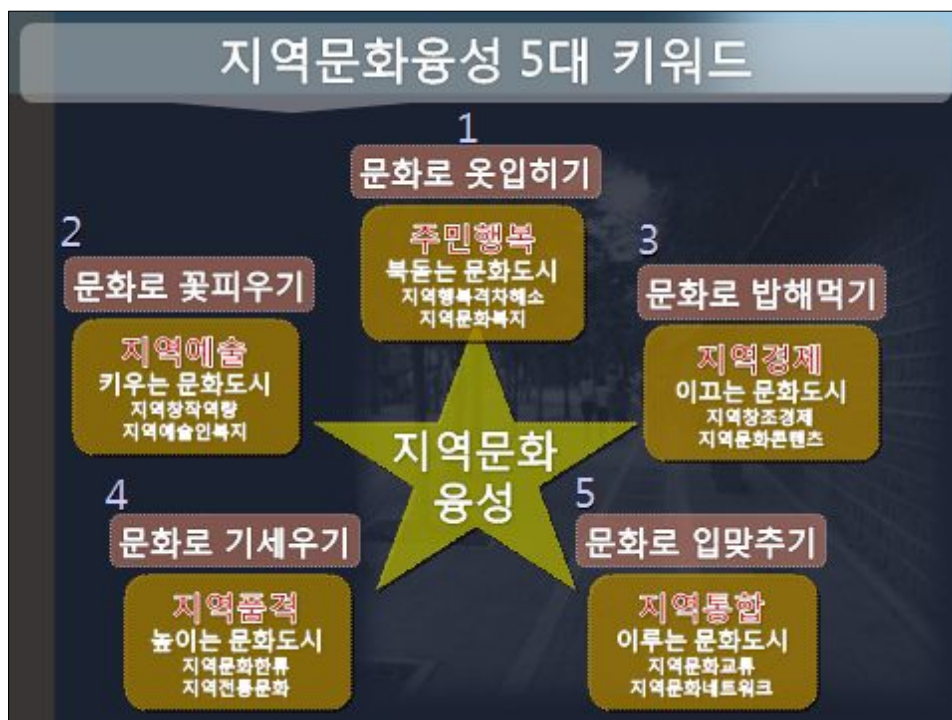 지역문화융성 5대 키워드
1
문화로 옷입히기
주민행복
북돋는 문화도시
지역행복격차해소
지역문화복지
2
문화로 꽃피우기
지역예술
키우는 문화도시
지역창작역량
지역예술인복지
3
문화로 밥해먹기
지역경제
이끄는 문화도시
지역창조경제
지역문화콘텐츠
지역문화
융성
4
문화로 기세우기
지역품격
높이는 문화도시
지역문화한류
지역전통문화
5
문화로 입맞추기
지역통합
이루는 문화도시
지역문화교류
지역문화네트워크